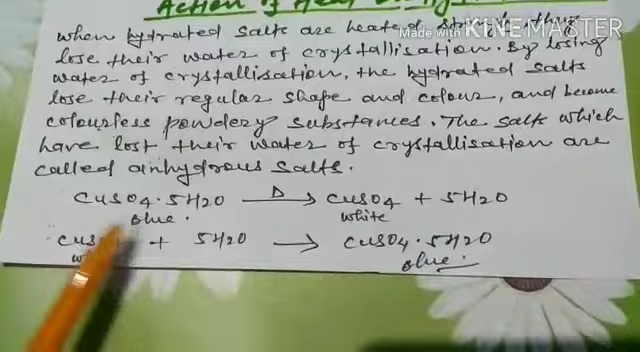 Action of Heat
Made with KINEMASTER
When hydrated salts are heated they
lose their water of crystallisation. By losing
water of crystallisation, the hydrated salts
lose their regular shape and colour, and become
colourless powdery substances. The salts which
have lost their water of crystallisation are
called anhydrous salts.
CuSO4.5H2O Δ→ CuSO4 + 5H2O
blue. white
+ 5H2O → CuSO4.5H2O
blue.